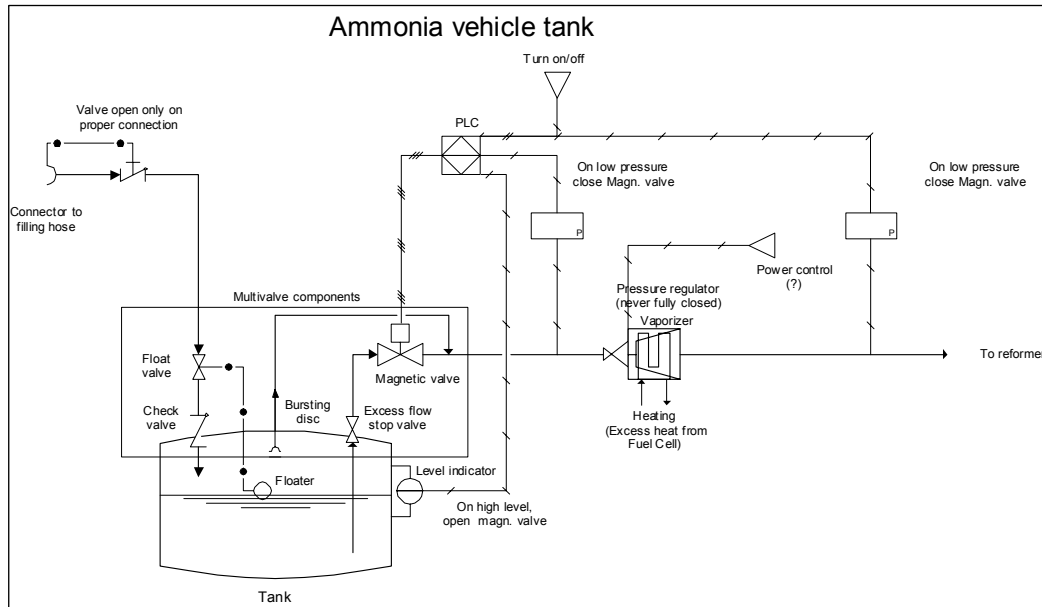 Ammonia vehicle tank
Turn on/off
Valve open only on
proper connection
PLC
On low pressure
close Magn. valve
On low pressure
close Magn. valve
Connector to
filling hose
P
P
Power control
(?)
Pressure regulator
(never fully closed)
Vaporizer
Multivalve components
To reformer
Float
valve
Magnetic valve
Check
valve
Bursting
disc
Excess flow
stop valve
Heating
(Excess heat from
Fuel Cell)
Level indicator
Floater
On high level,
open magn. valve
Tank